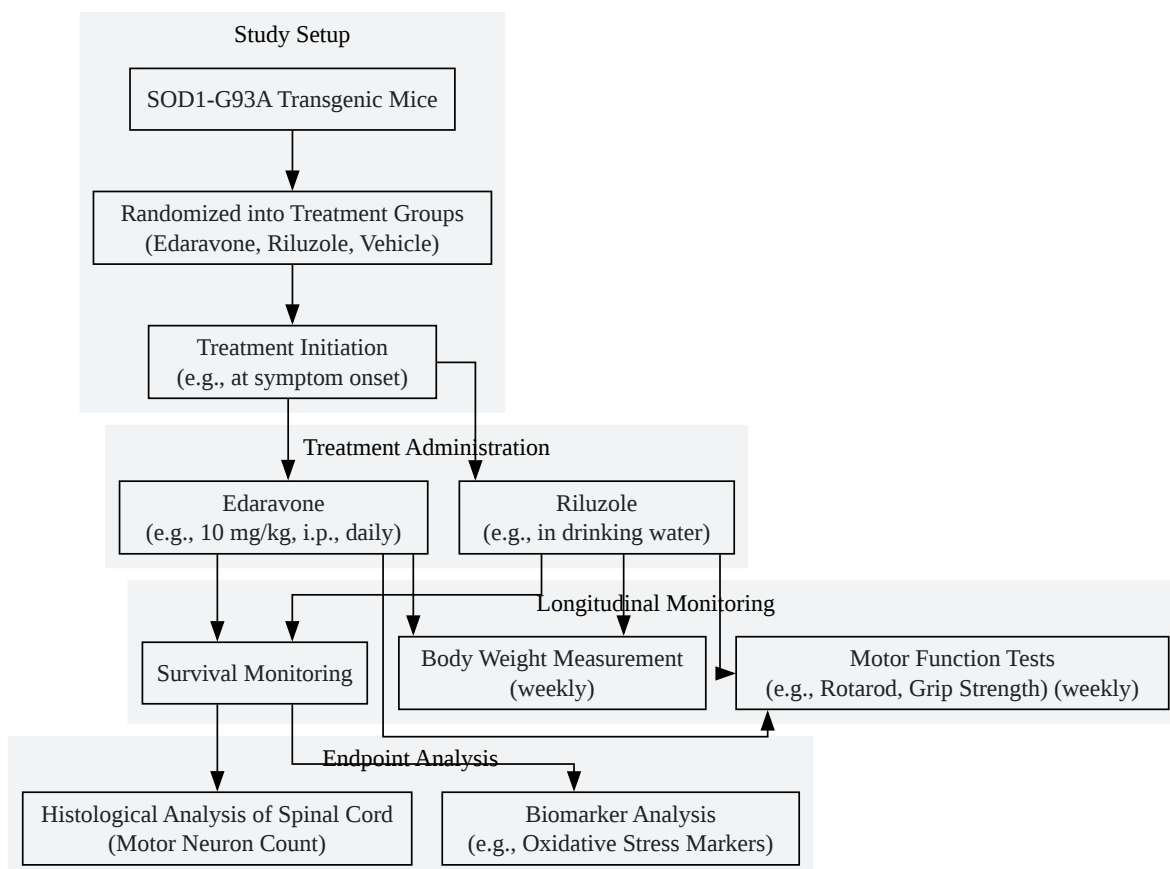 Study Setup
SOD1-G93A Transgenic Mice
Randomized into Treatment Groups
(Edaravone, Riluzole, Vehicle)
Treatment Initiation
(e.g., at symptom onset)
Treatment Administration
Edaravone
(e.g., 10 mg/kg, i.p., daily)
Riluzole
(e.g., in drinking water)
Longitudinal Monitoring
Survival Monitoring
Body Weight Measurement
(weekly)
Motor Function Tests
(e.g., Rotarod, Grip Strength) (weekly)
Endpoint Analysis
Histological Analysis of Spinal Cord
(Motor Neuron Count)
Biomarker Analysis
(e.g., Oxidative Stress Markers)